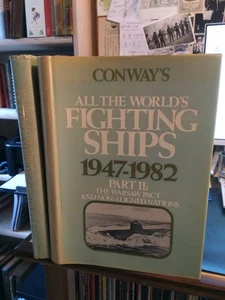 CONWAY'S
ALL THE WORLD'S
FIGHTING
SHIPS
1947-1982
PART II:
THE WARSAW PACT
AND NON-ALIGNED NATIONS